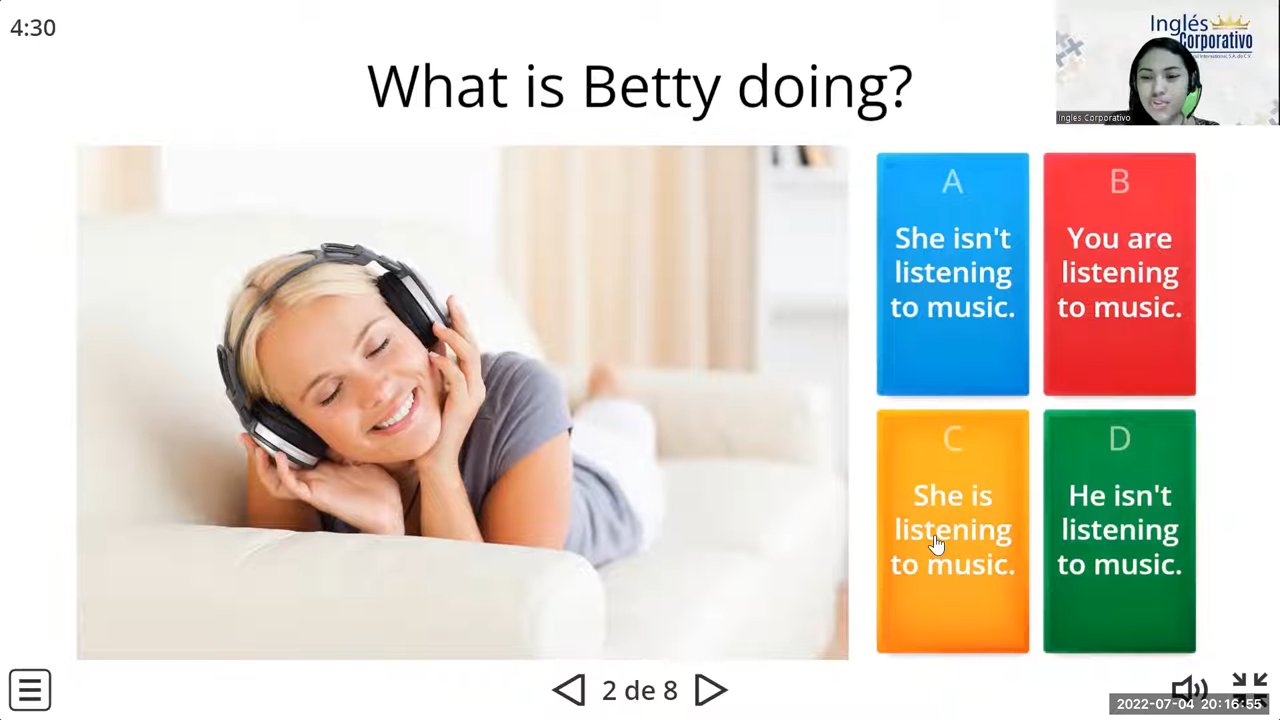 4:30
What is Betty doing?
Inglés
Corporativo
Inglés Corporativo
A
She isn't
listening
to music.
B
You are
listening
to music.
C
She is
listening
to music.
D
He isn't
listening
to music.
2 de 8
2022-07-04 20:16:55